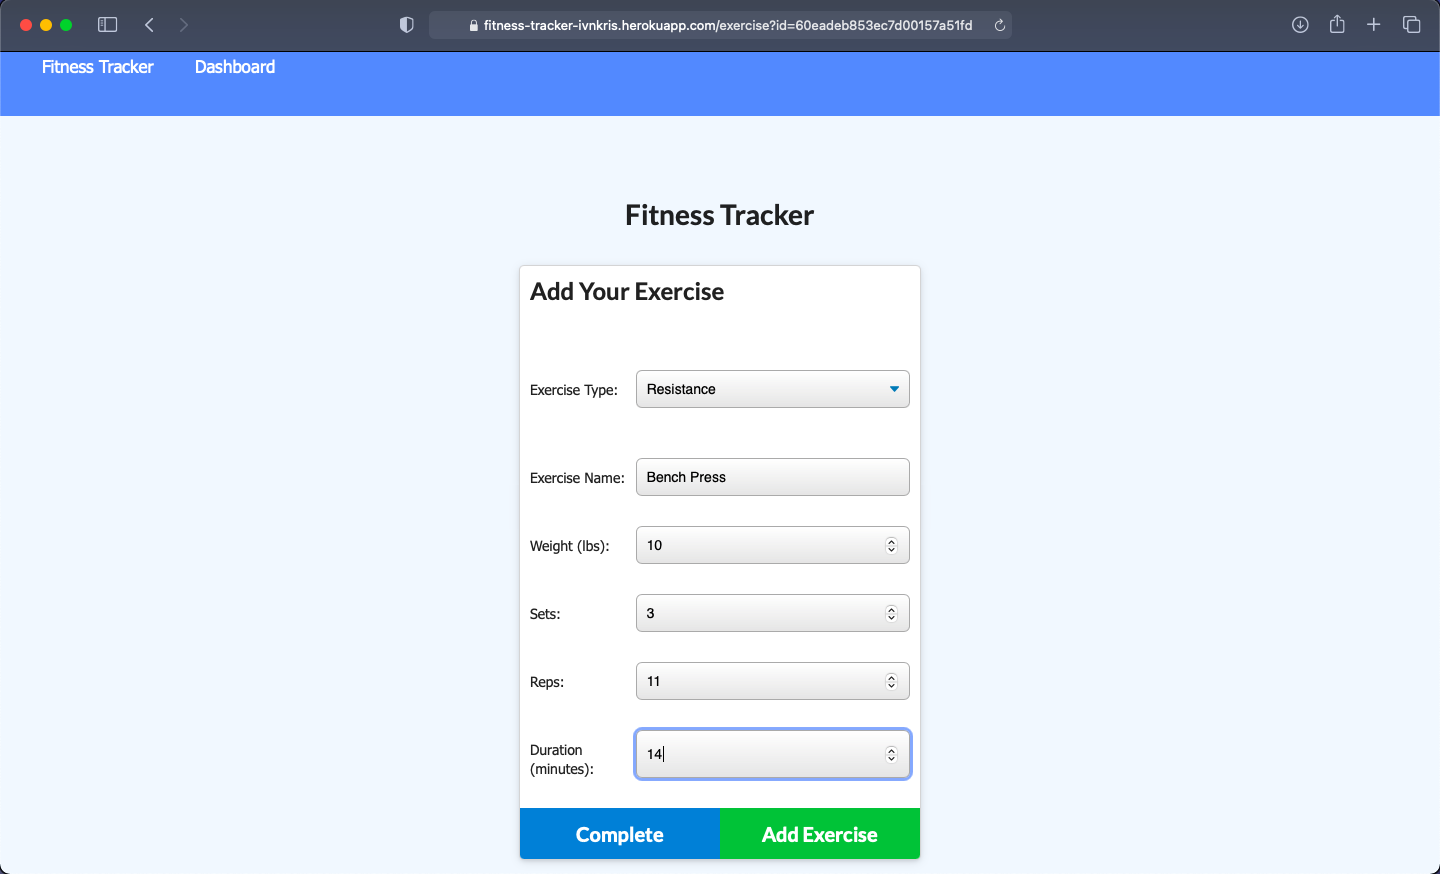 fitness-tracker-ivnkris.herokuapp.com/exercise?id=60eadeb853ec7d00157a51fd
Fitness Tracker Dashboard
Fitness Tracker
Add Your Exercise
Exercise Type: Resistance
Exercise Name: Bench Press
Weight (lbs): 10
Sets: 3
Reps: 11
Duration
(minutes): 14
Complete Add Exercise